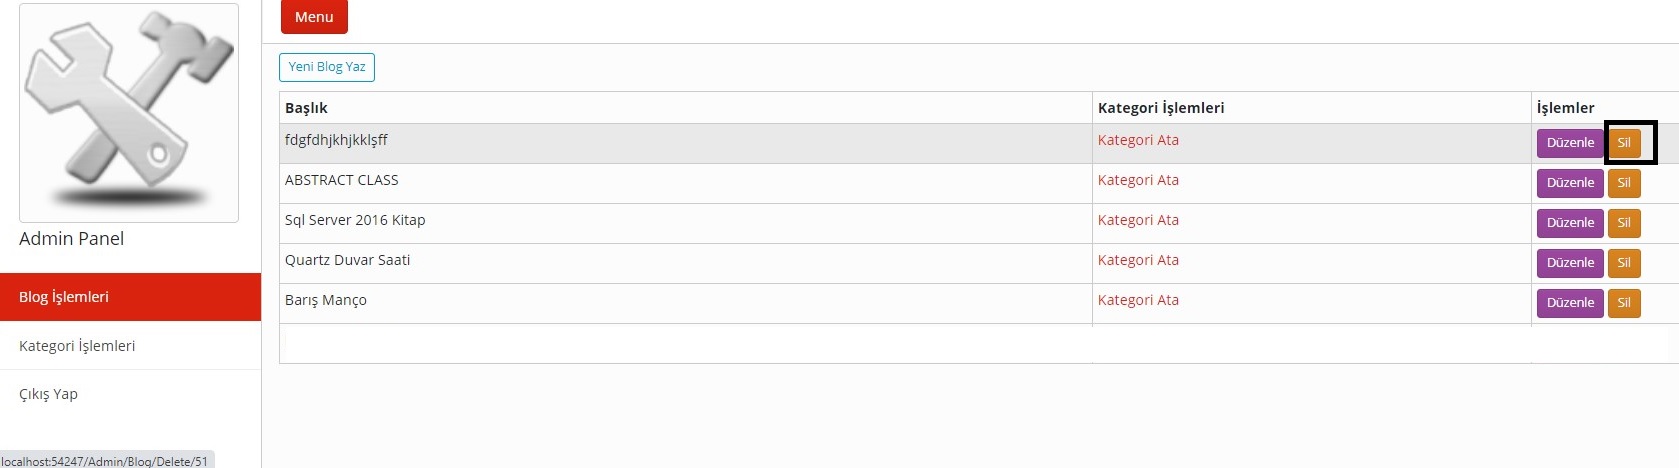 Menu
Yeni Blog Yaz
Başlık Kategori İşlemleri İşlemler
fdgfdhjkhjkklşff Kategori Ata Düzenle Sil
ABSTRACT CLASS Kategori Ata Düzenle Sil
Sql Server 2016 Kitap Kategori Ata Düzenle Sil
Quartz Duvar Saati Kategori Ata Düzenle Sil
Barış Manço Kategori Ata Düzenle Sil
Admin Panel
Blog İşlemleri
Kategori İşlemleri
Çıkış Yap
localhost:54247/Admin/Blog/Delete/51